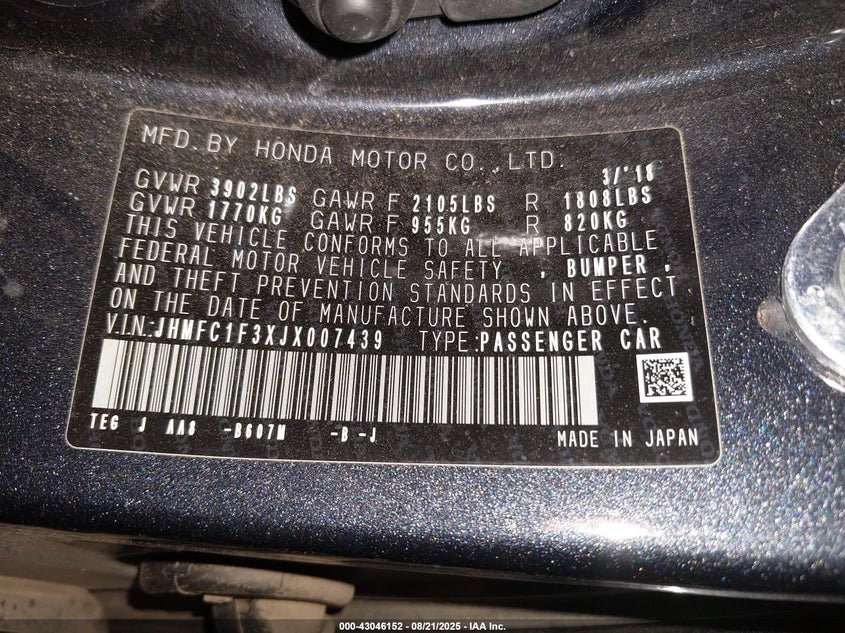 MFD. BY HONDA MOTOR CO., LTD. 3/'18
GVWR 3902LBS GAWR F 2105LBS R 1808LBS
GVWR 1770KG GAWR F 955KG R 820KG
THIS VEHICLE CONFORMS TO ALL APPLICABLE
FEDERAL MOTOR VEHICLE SAFETY , BUMPER ,
AND THEFT PREVENTION STANDARDS IN EFFECT
ON THE DATE OF MANUFACTURE SHOWN ABOVE.
V.I.N:JHMFC1F3XJX007439 TYPE:PASSENGER CAR
TEG J AA8 -B607M -B -J
MADE IN JAPAN
000-43046152 - 08/21/2025 - IAA Inc.